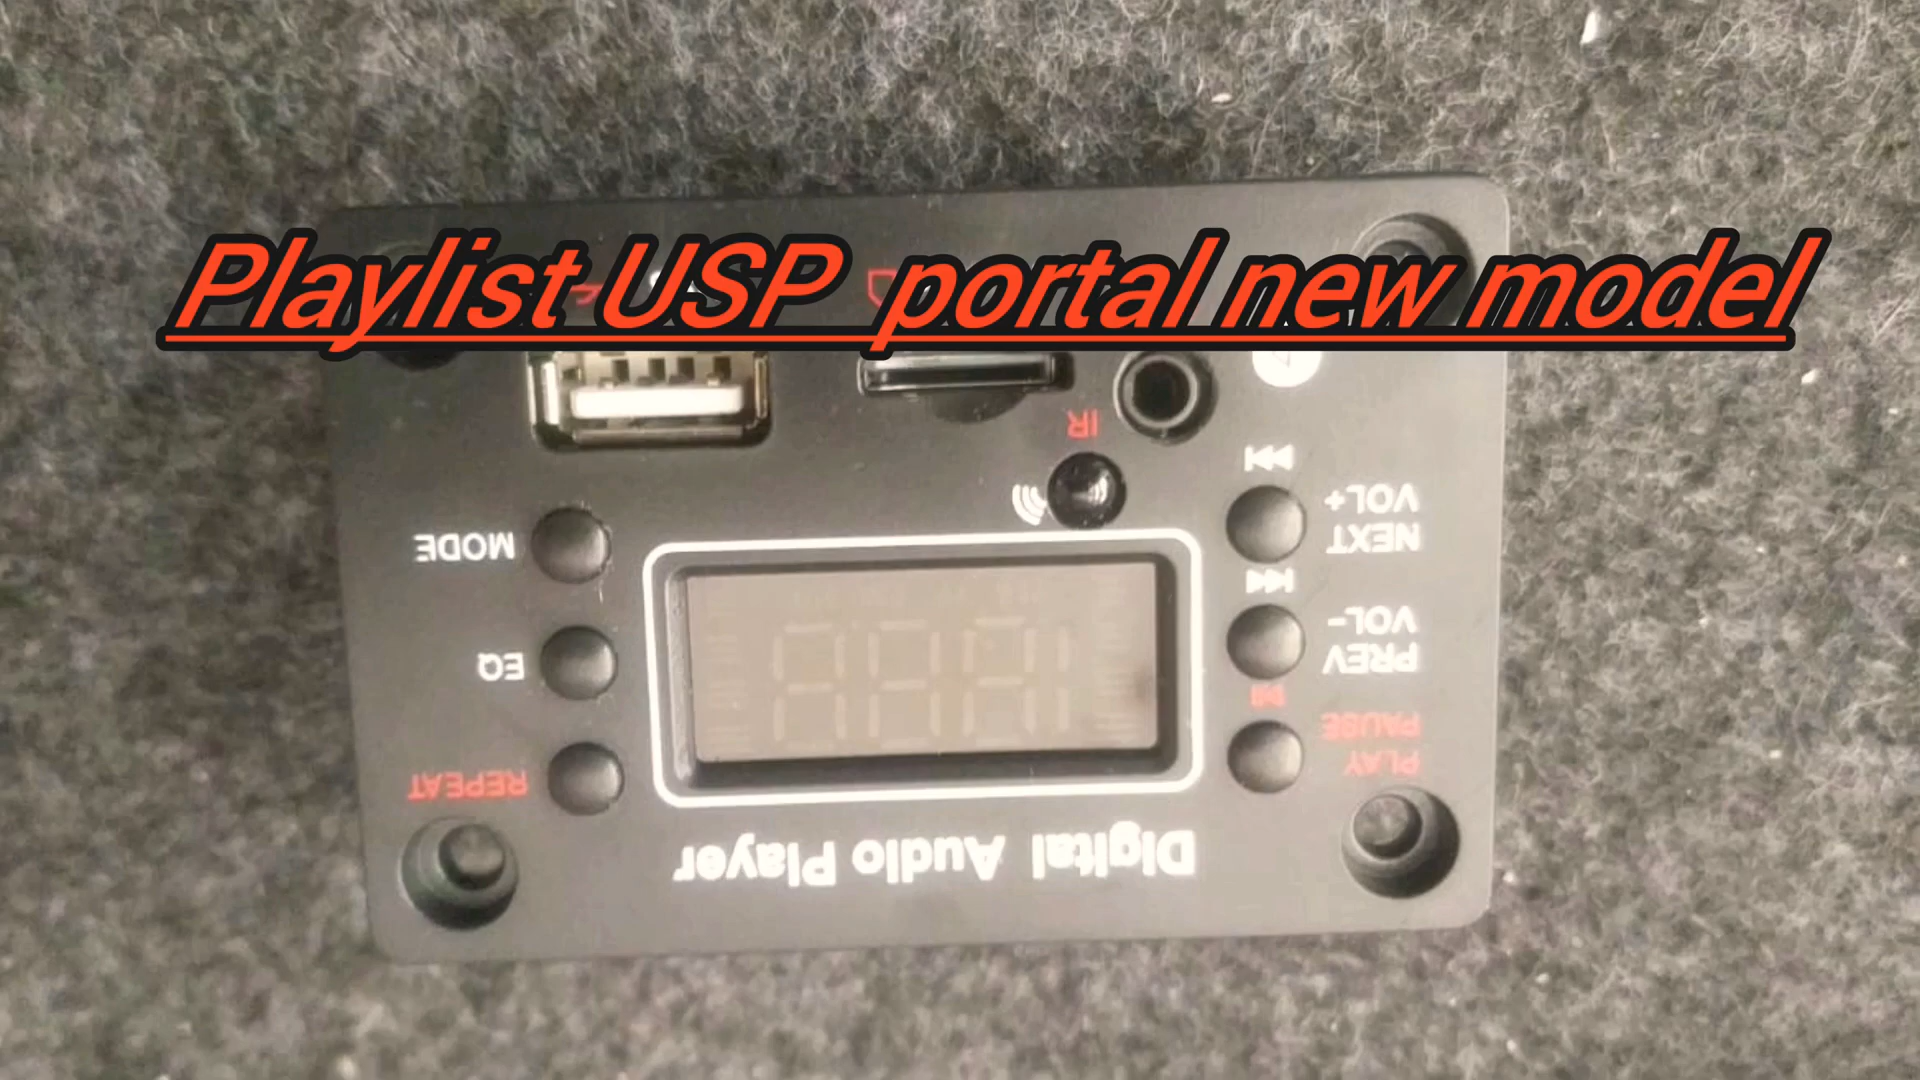 Playlist USP portal new model
IR
MODE
NEXT
VOL+
EQ
PREV
VOL-
REPEAT
PLAY
PAUSE
Digital Audio Player